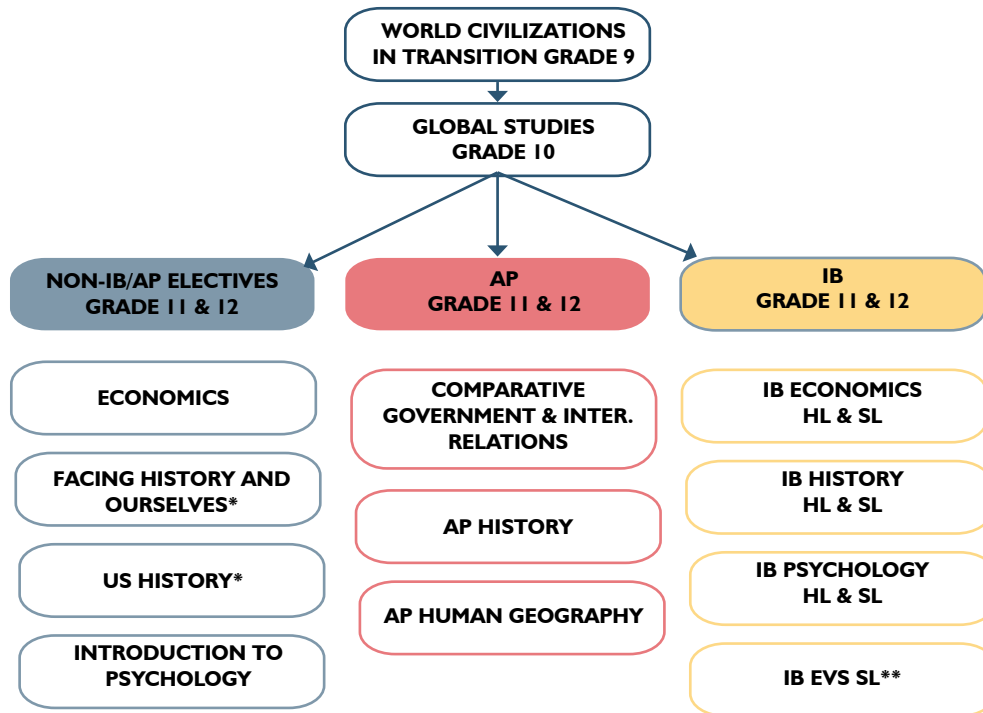 WORLD CIVILIZATIONS
IN TRANSITION GRADE 9
GLOBAL STUDIES
GRADE 10
NON-IB/AP ELECTIVES
GRADE 11 & 12
AP
GRADE 11 & 12
IB
GRADE 11 & 12
ECONOMICS
FACING HISTORY AND
OURSELVES*
US HISTORY*
INTRODUCTION TO
PSYCHOLOGY
COMPARATIVE
GOVERNMENT & INTER.
RELATIONS
AP HISTORY
AP HUMAN GEOGRAPHY
IB ECONOMICS
HL & SL
IB HISTORY
HL & SL
IB PSYCHOLOGY
HL & SL
IB EVS SL**